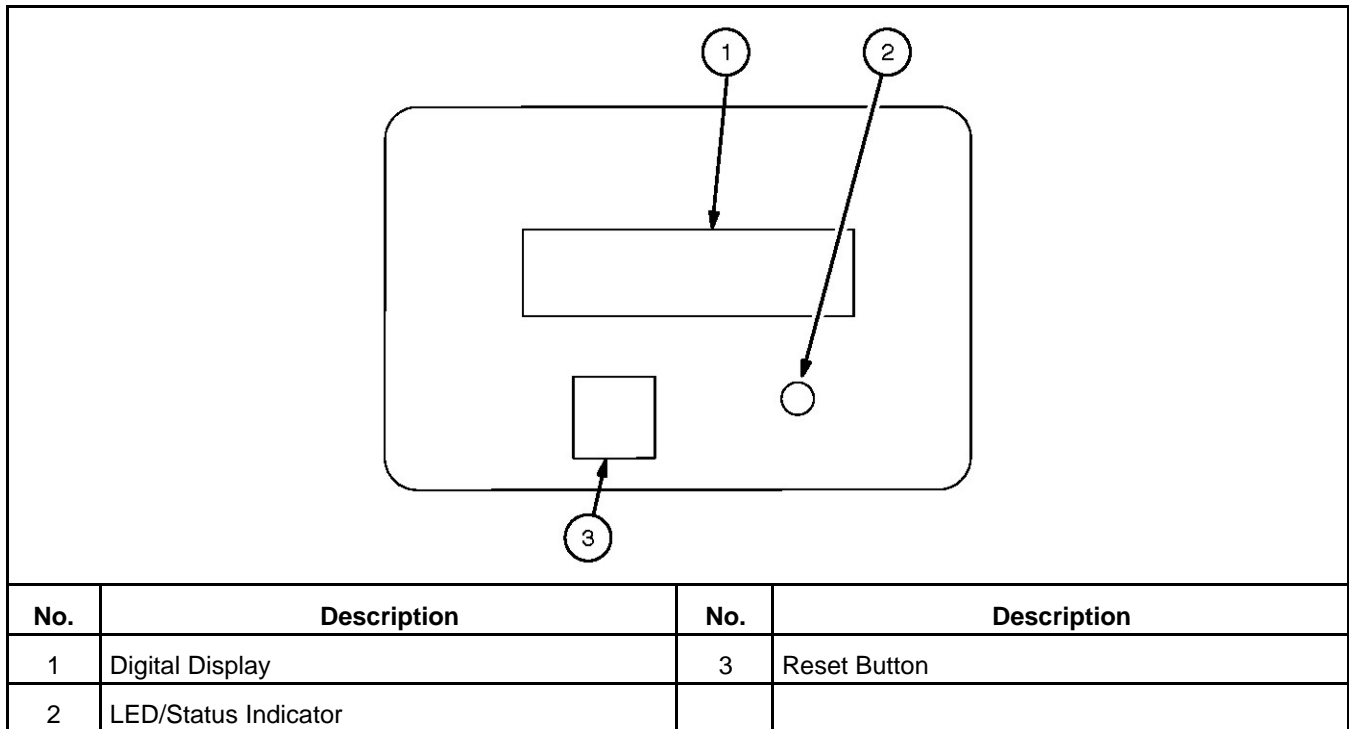 1 2
3
No. Description No. Description
1 Digital Display 3 Reset Button
2 LED/Status Indicator